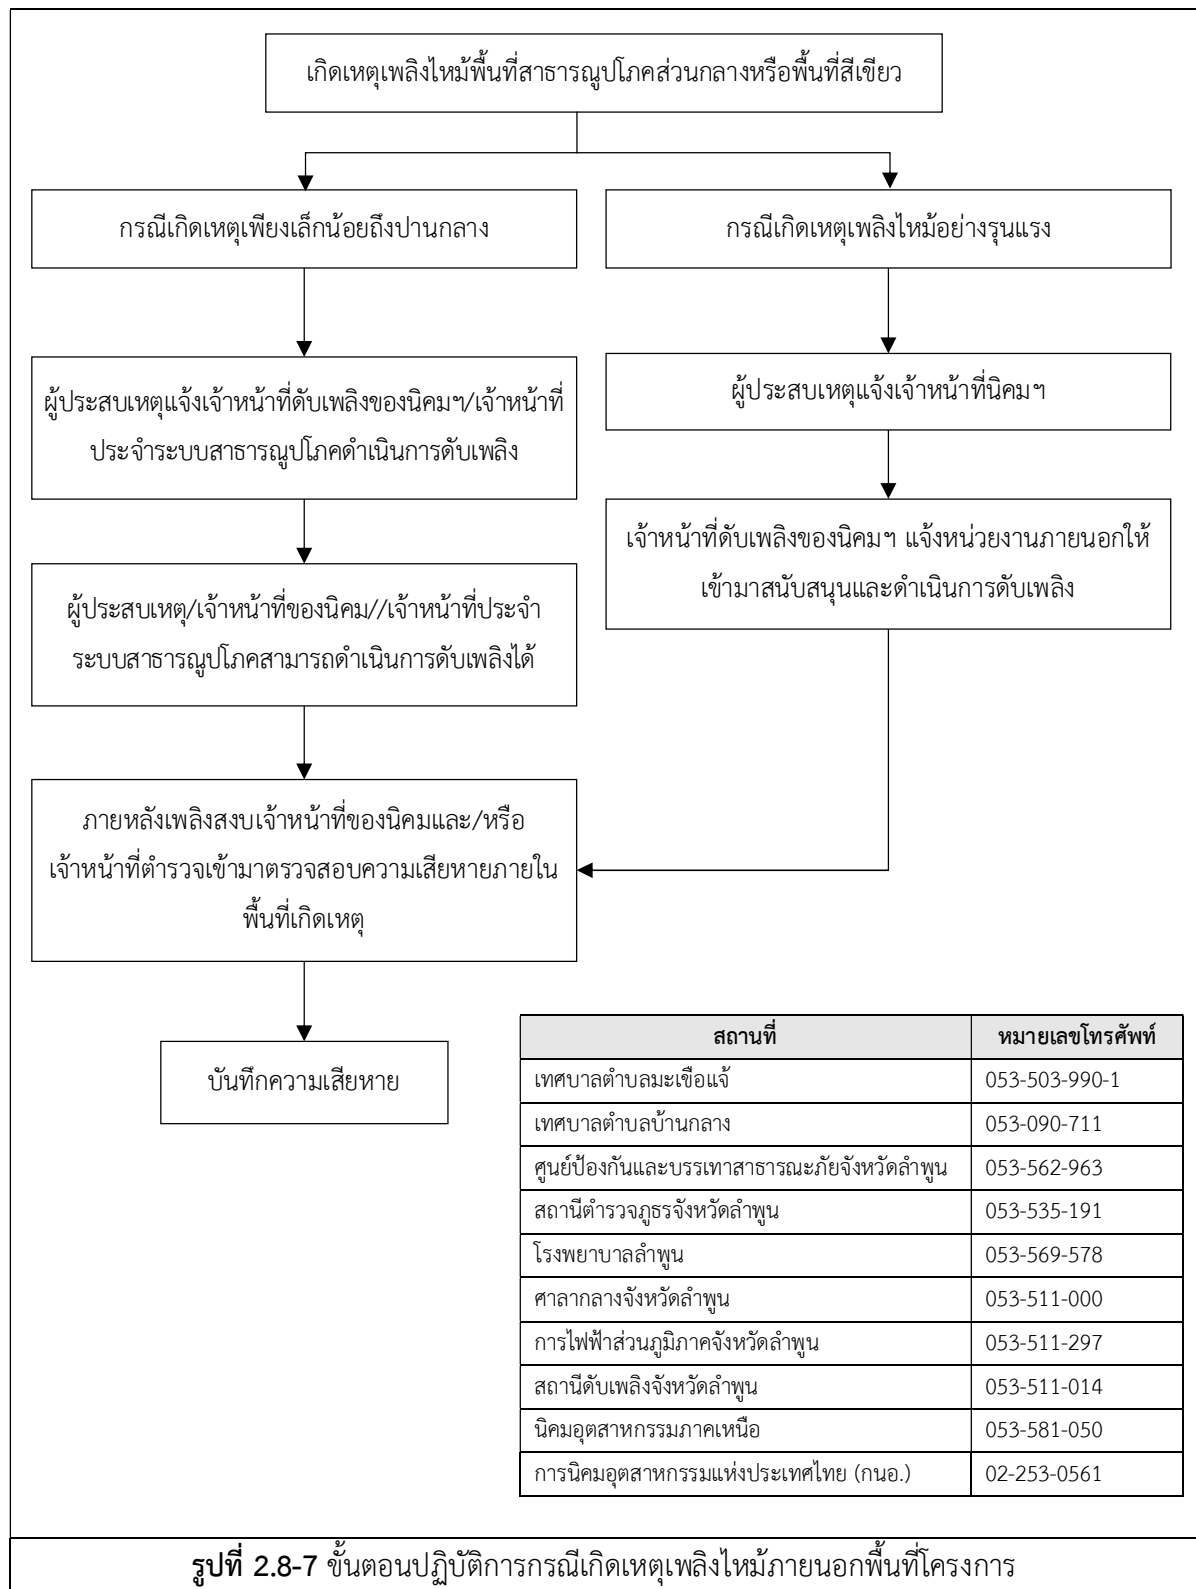 เกิดเหตุเพลิงไหม้พื้นที่สาธารณูปโภคส่วนกลางหรือพื้นที่สีเขียว
กรณีเกิดเหตุเพียงเล็กน้อยถึงปานกลาง
กรณีเกิดเหตุเพลิงไหม้อย่างรุนแรง
ผู้ประสบเหตุแจ้งเจ้าหน้าที่ดับเพลิงของนิคมฯ/เจ้าหน้าที่
ประจำระบบสาธารณูปโภคดำเนินการดับเพลิง
ผู้ประสบเหตุแจ้งเจ้าหน้าที่นิคมฯ
เจ้าหน้าที่ดับเพลิงของนิคมฯ แจ้งหน่วยงานภายนอกให้
เข้ามาสนับสนุนและดำเนินการดับเพลิง
ผู้ประสบเหตุ/เจ้าหน้าที่ของนิคม//เจ้าหน้าที่ประจำ
ระบบสาธารณูปโภคสามารถดำเนินการดับเพลิงได้
ภายหลังเพลิงสงบเจ้าหน้าที่ของนิคมและ/หรือ
เจ้าหน้าที่ตำรวจเข้ามาตรวจสอบความเสียหายภายใน
พื้นที่เกิดเหตุ
บันทึกความเสียหาย
สถานที่ หมายเลขโทรศัพท์
เทศบาลตำบลมะเขือแจ้ 053-503-990-1
เทศบาลตำบลบ้านกลาง 053-090-711
ศูนย์ป้องกันและบรรเทาสาธารณะภัยจังหวัดลำพูน 053-562-963
สถานีตำรวจภูธรจังหวัดลำพูน 053-535-191
โรงพยาบาลลำพูน 053-569-578
ศาลากลางจังหวัดลำพูน 053-511-000
การไฟฟ้าส่วนภูมิภาคจังหวัดลำพูน 053-511-297
สถานีดับเพลิงจังหวัดลำพูน 053-511-014
นิคมอุตสาหกรรมภาคเหนือ 053-581-050
การนิคมอุตสาหกรรมแห่งประเทศไทย (กนอ.) 02-253-0561
รูปที่ 2.8-7 ขั้นตอนปฏิบัติการกรณีเกิดเหตุเพลิงไหม้ภายนอกพื้นที่โครงการ